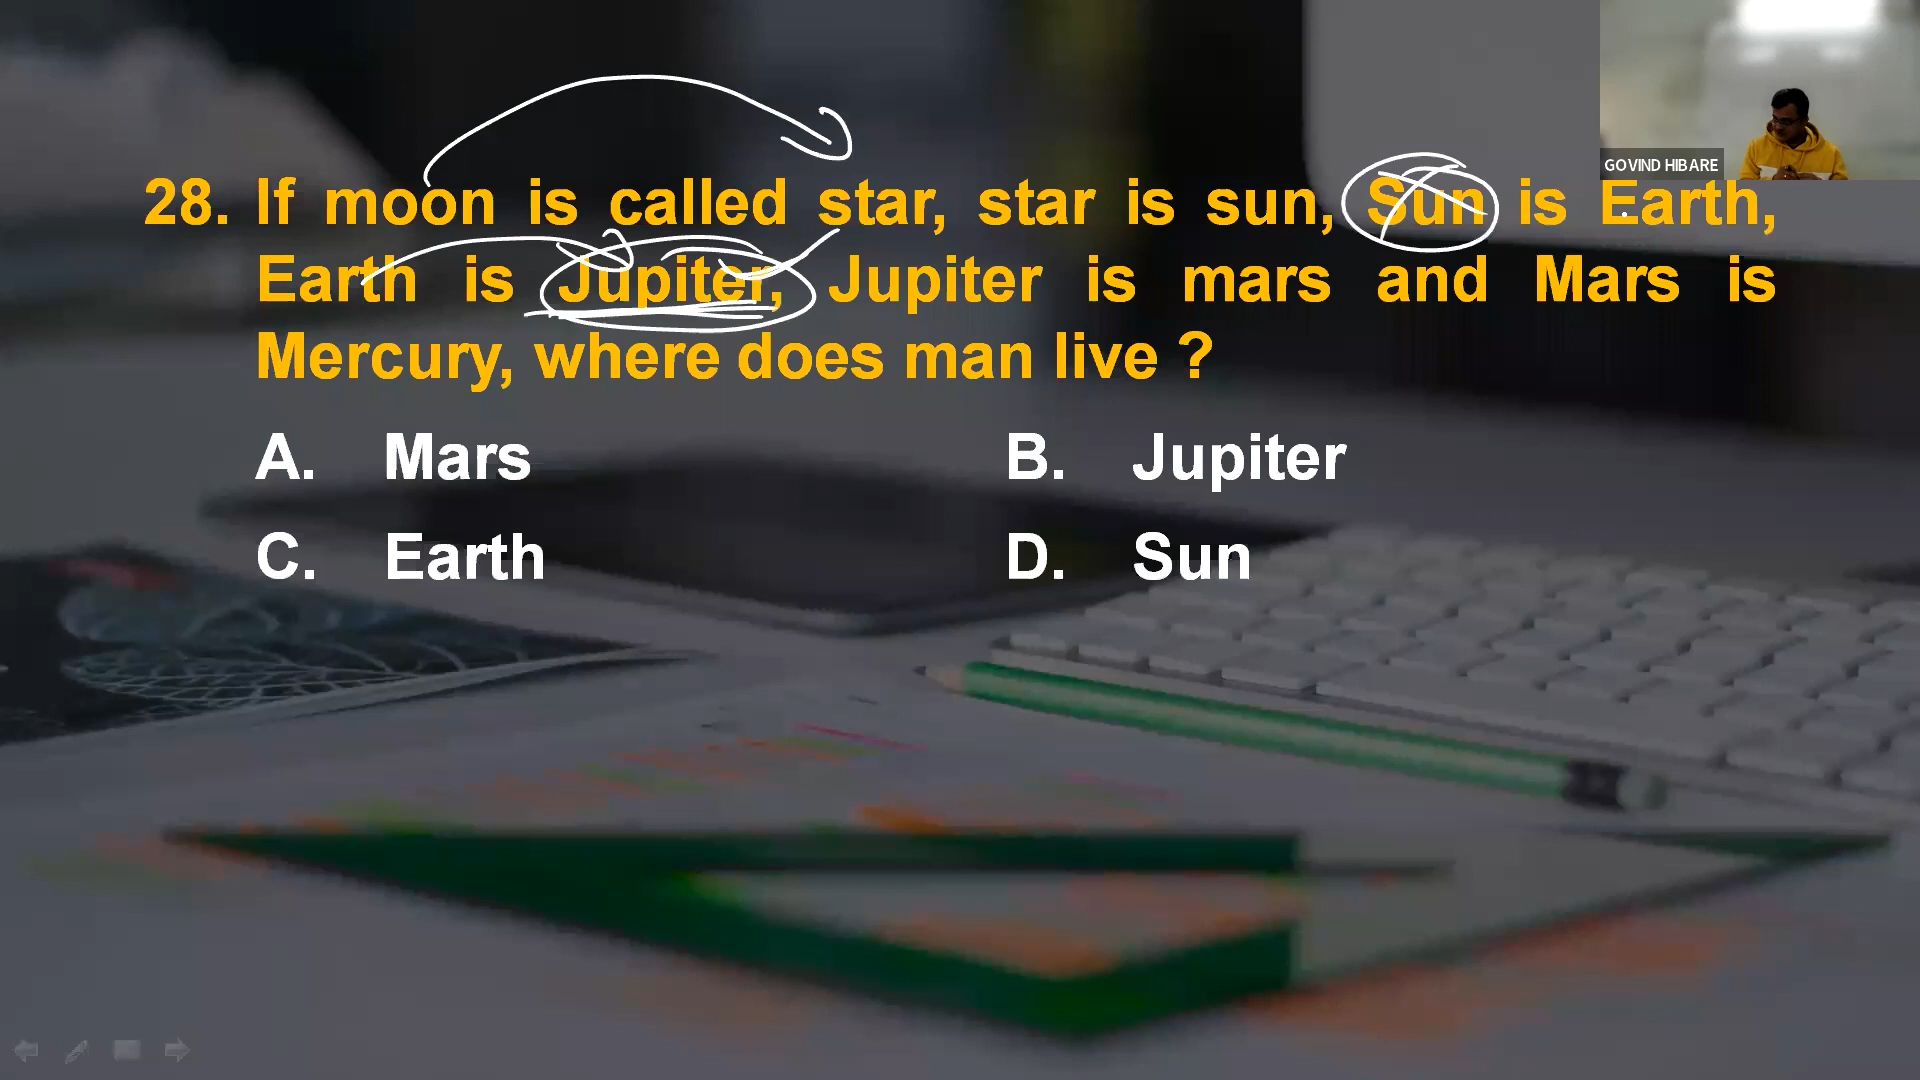 GOVIND HIBARE
28. If moon is called star, star is sun, Sun is Earth,
Earth is Jupiter, Jupiter is mars and Mars is
Mercury, where does man live ?
A. Mars
B. Jupiter
C. Earth
D. Sun